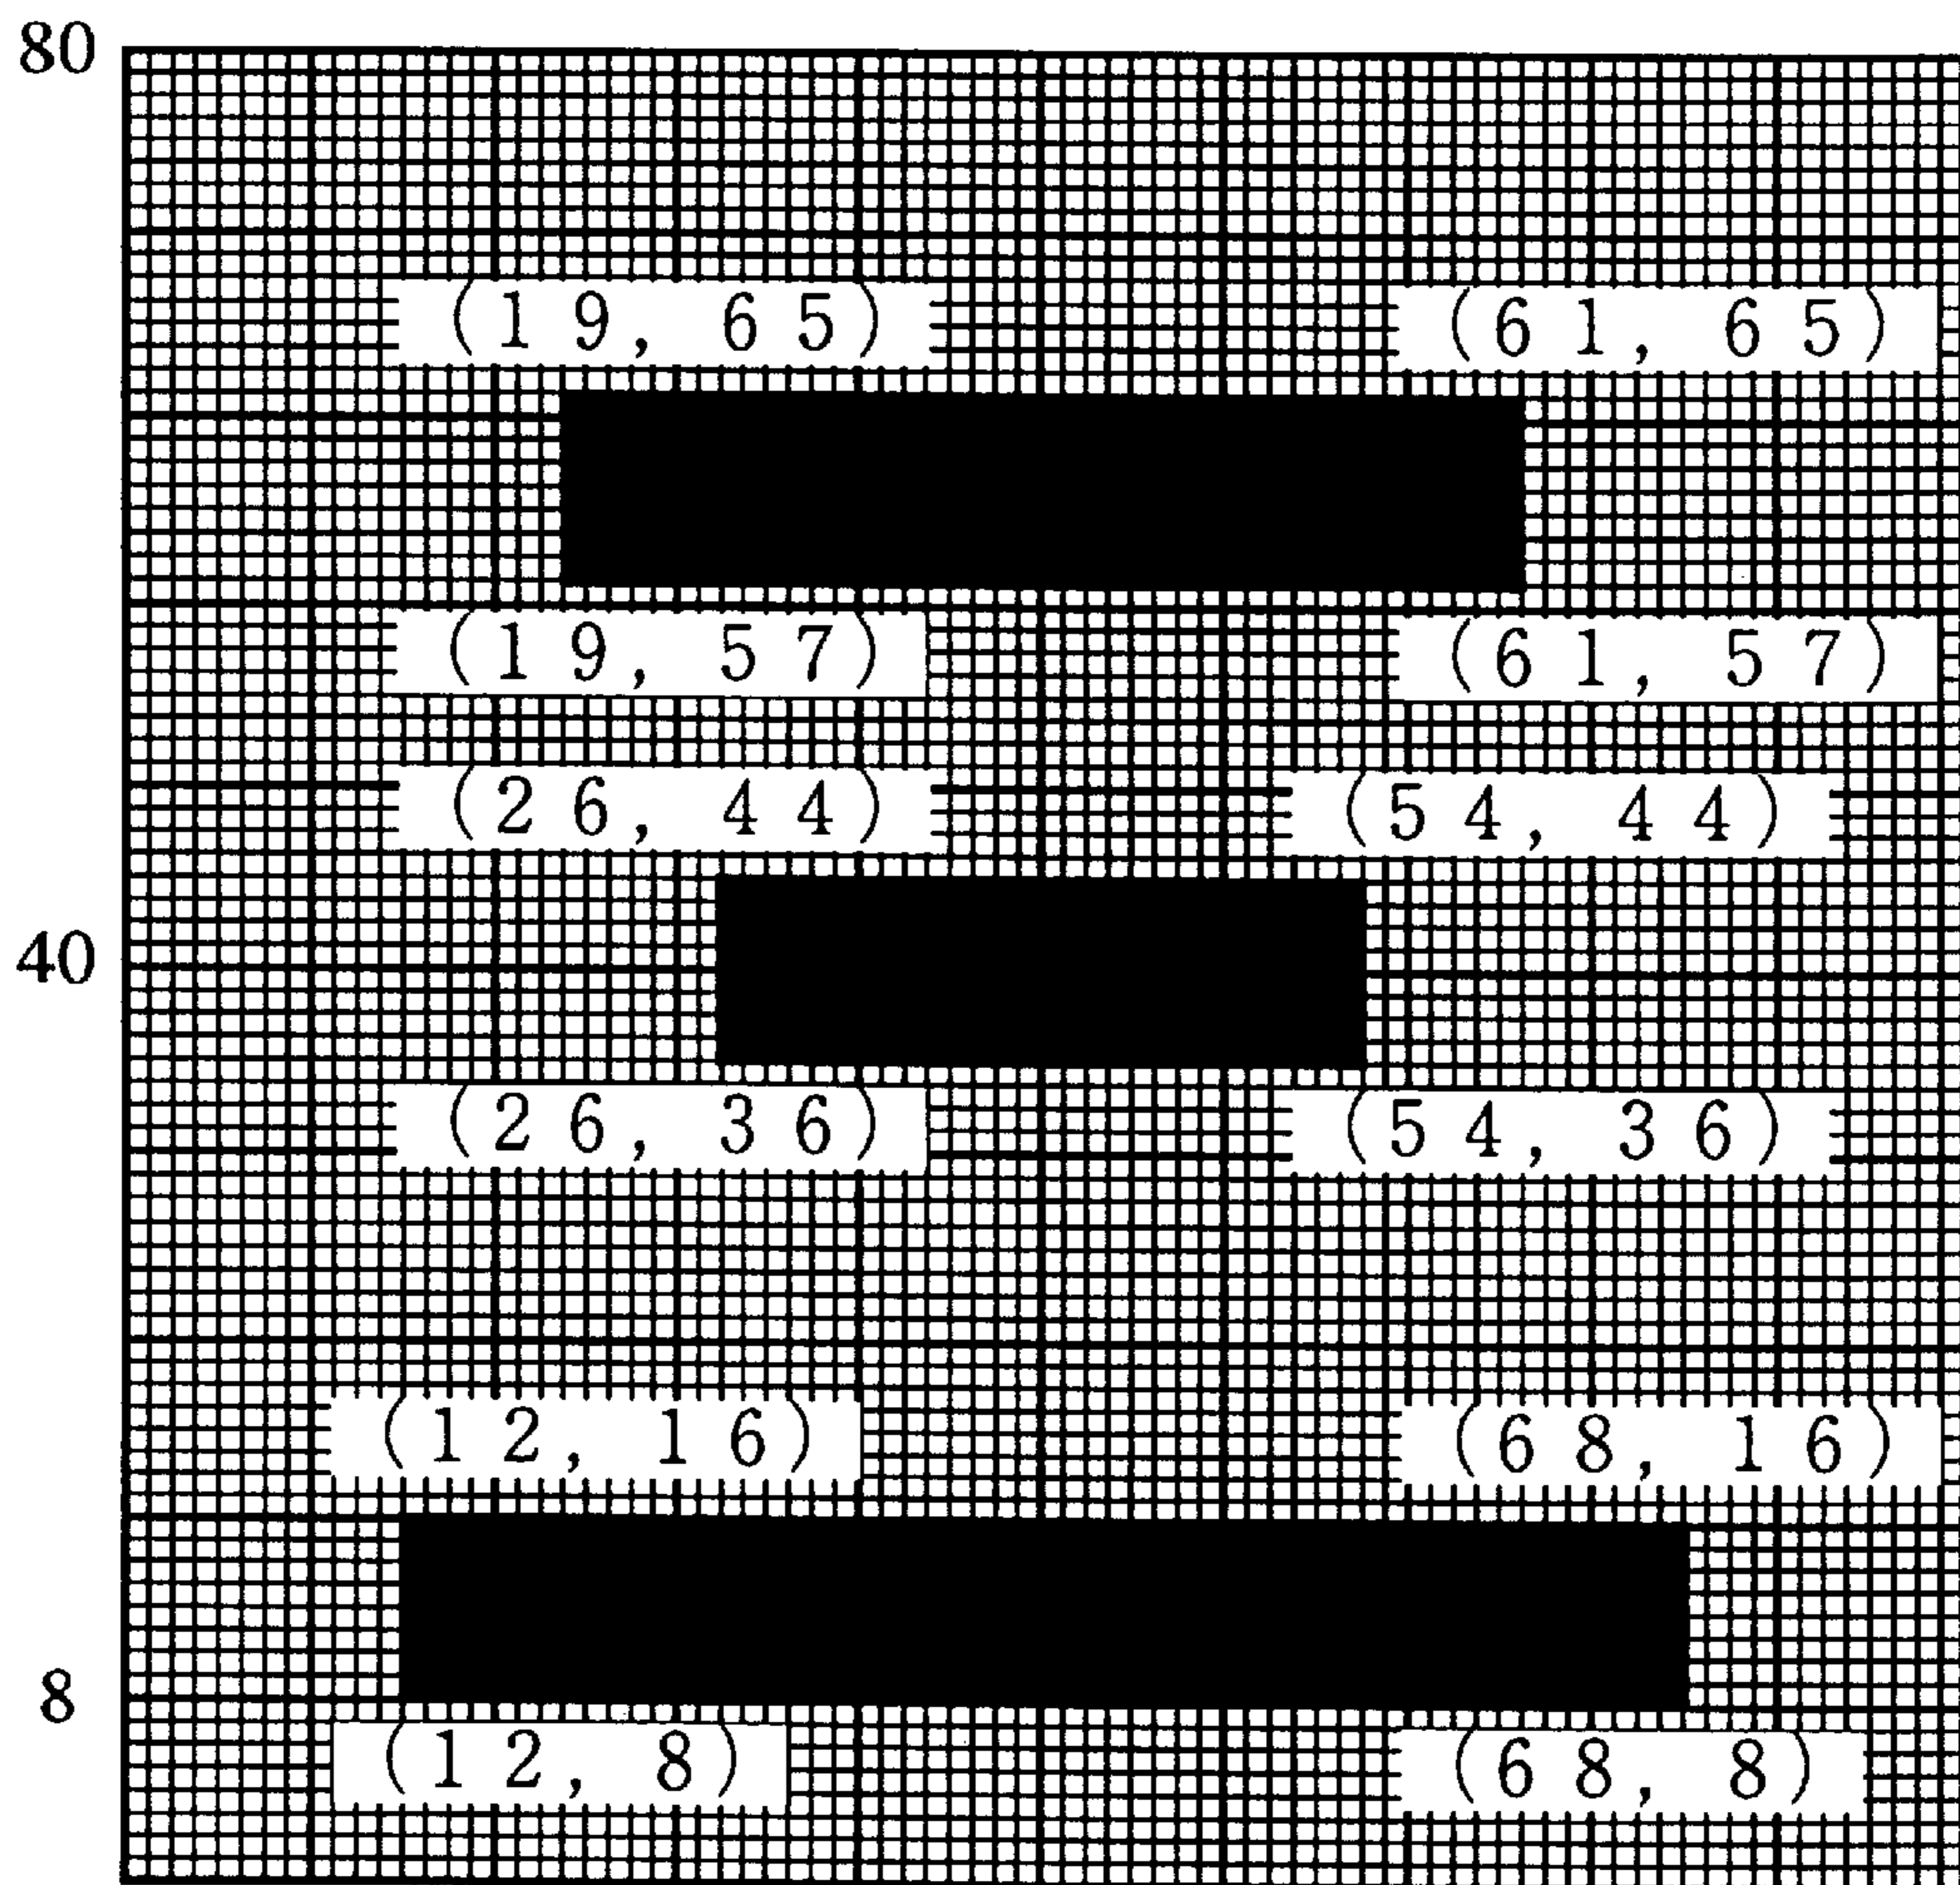 80
(19, 65) (61, 65)
(19, 57) (61, 57)
(26, 44) (54, 44)
40
(26, 36) (54, 36)
(12, 16) (68, 16)
8
(12, 8) (68, 8)